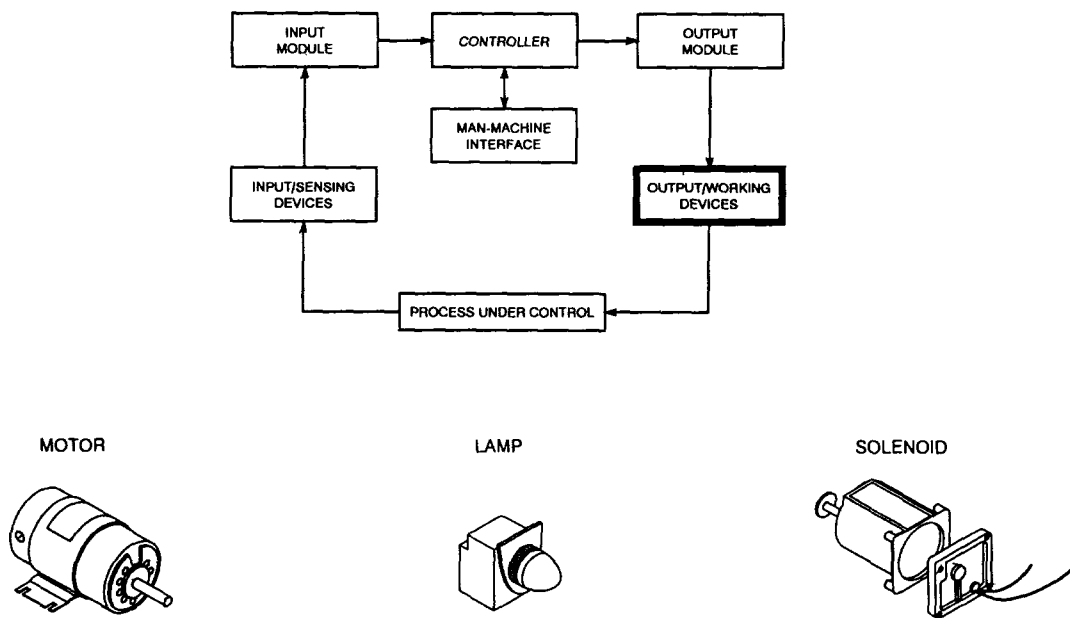 INPUT
MODULE
CONTROLLER
OUTPUT
MODULE
MAN-MACHINE
INTERFACE
INPUT/SENSING
DEVICES
OUTPUT/WORKING
DEVICES
PROCESS UNDER CONTROL
MOTOR
LAMP
SOLENOID